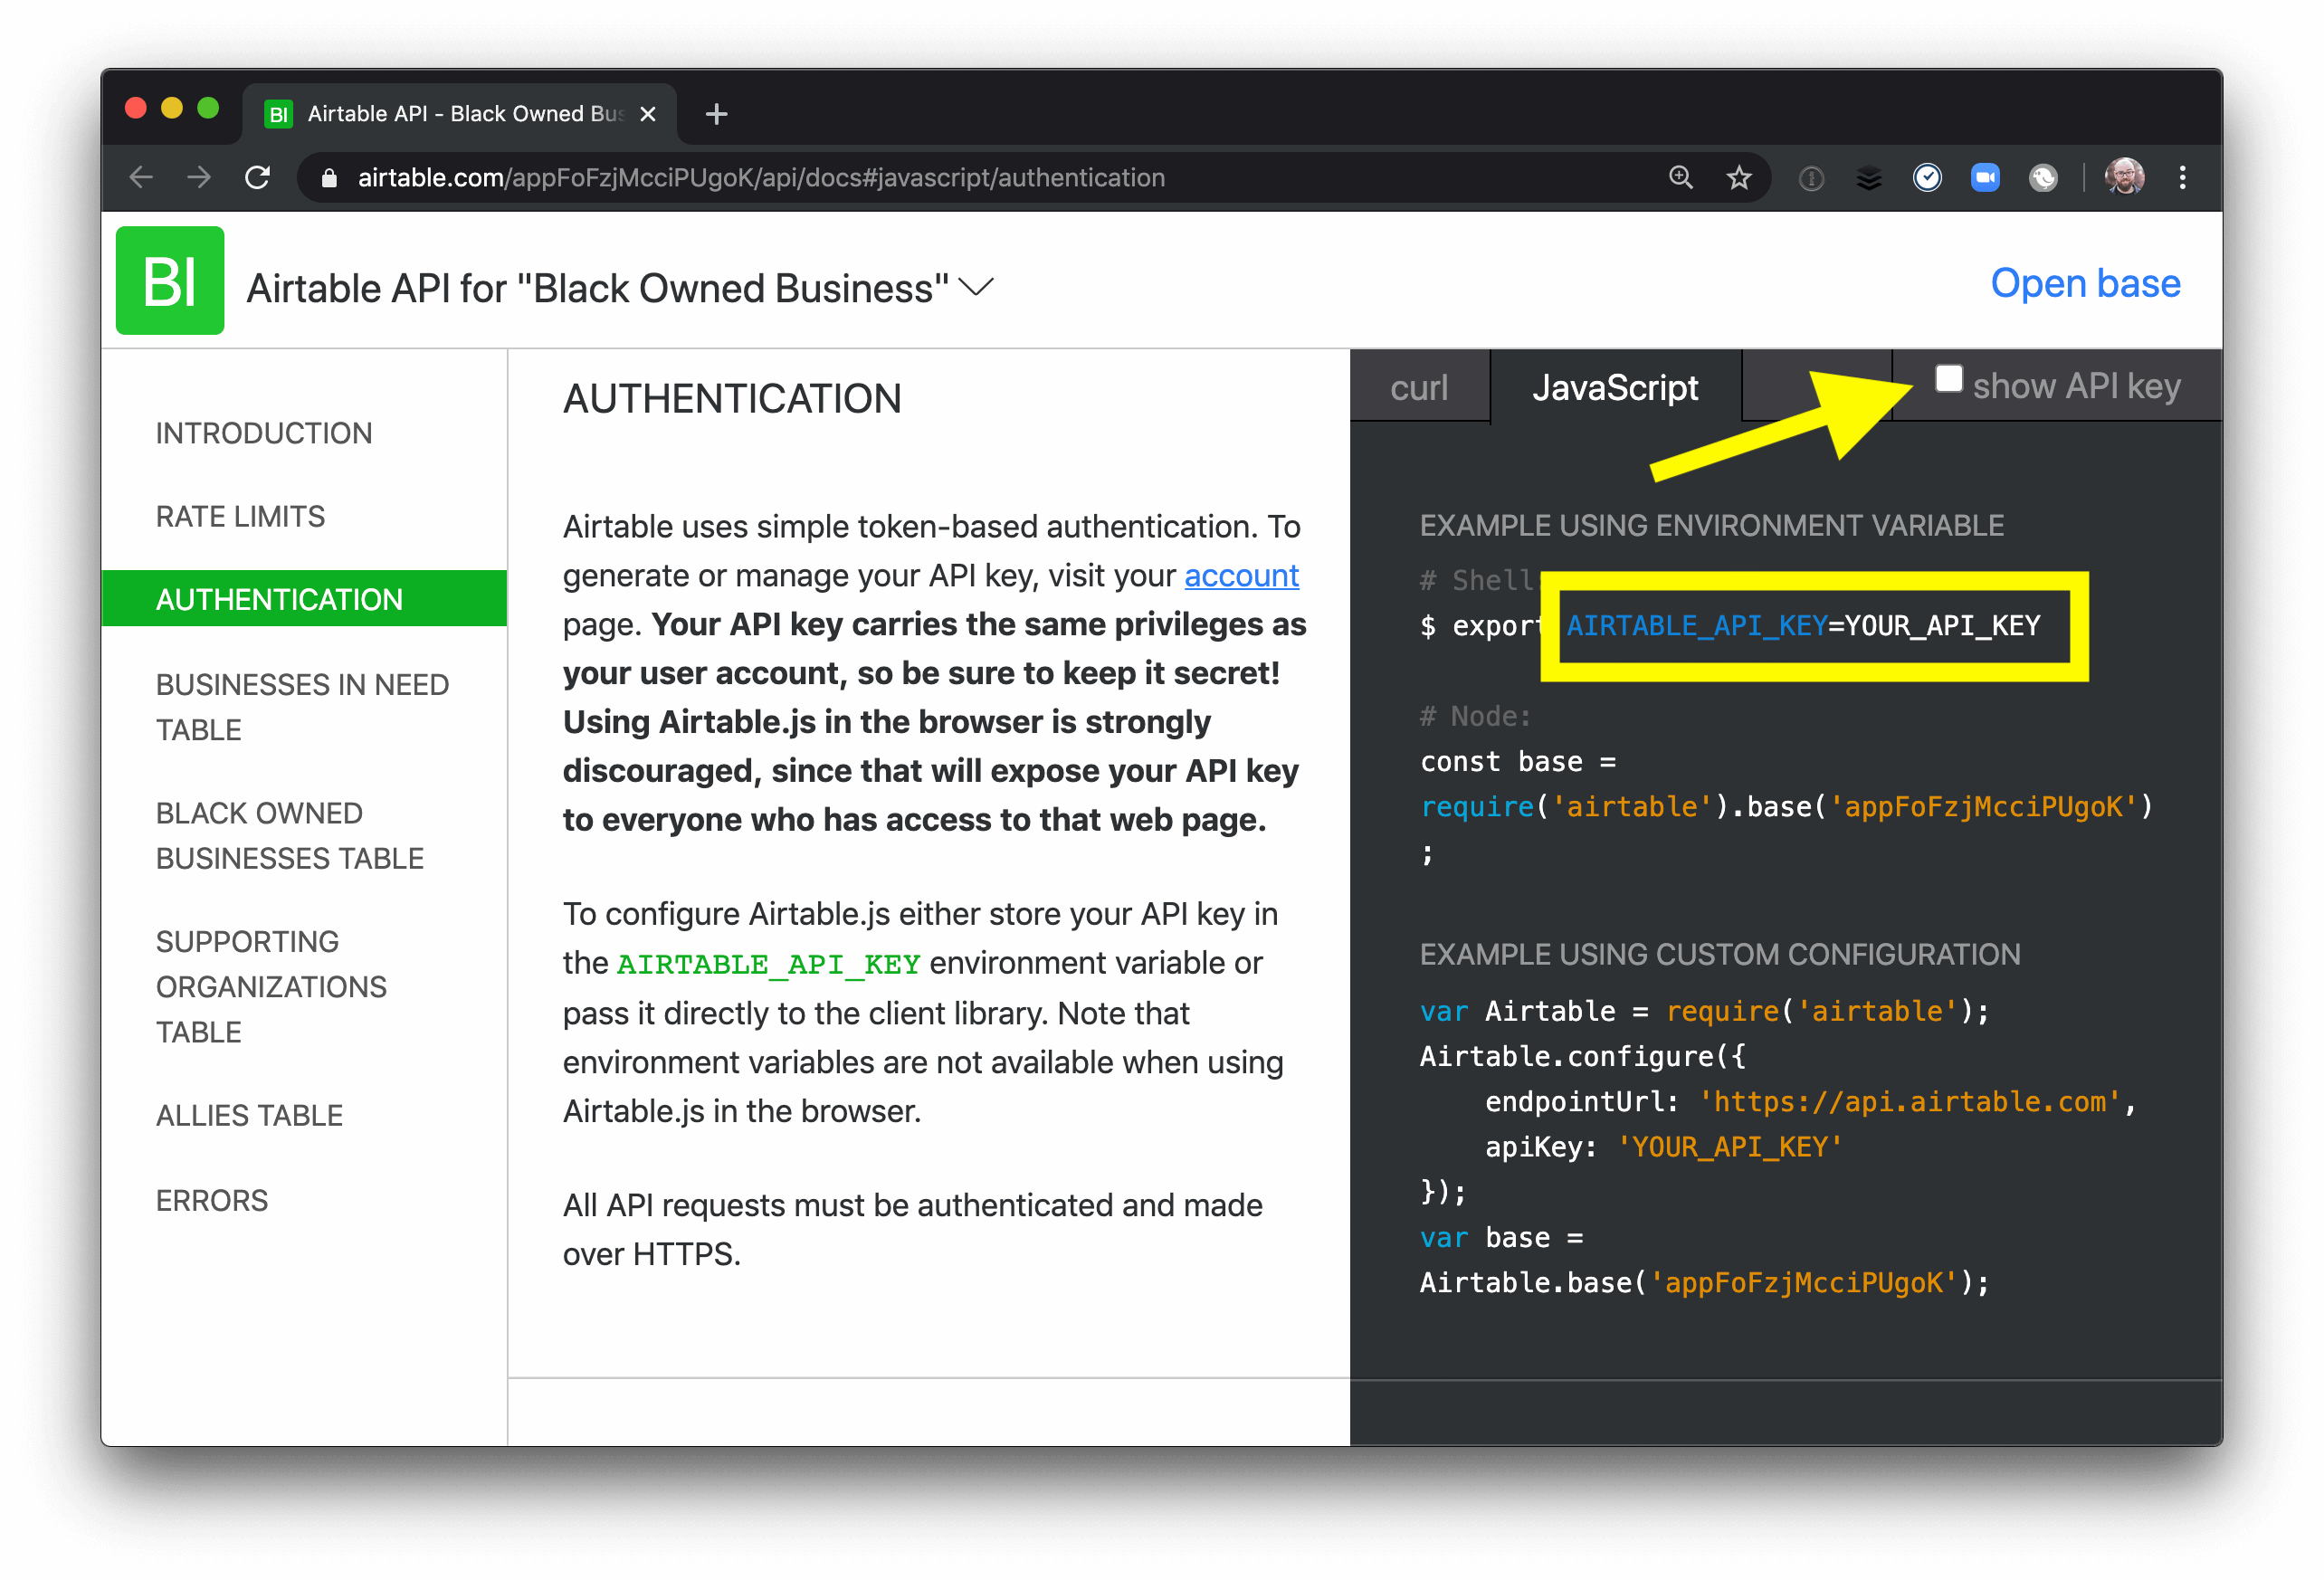 BI Airtable API - Black Owned Bus
airtable.com/appFoFzjMcciPUgoK/api/docs#javascript/authentication
BI
Airtable API for "Black Owned Business"
Open base
INTRODUCTION
RATE LIMITS
AUTHENTICATION
BUSINESSES IN NEED
TABLE
BLACK OWNED
BUSINESSES TABLE
SUPPORTING
ORGANIZATIONS
TABLE
ALLIES TABLE
ERRORS
AUTHENTICATION
Airtable uses simple token-based authentication. To
generate or manage your API key, visit your account
page. Your API key carries the same privileges as
your user account, so be sure to keep it secret!
Using Airtable.js in the browser is strongly
discouraged, since that will expose your API key
to everyone who has access to that web page.
To configure Airtable.js either store your API key in
the AIRTABLE_API_KEY environment variable or
pass it directly to the client library. Note that
environment variables are not available when using
Airtable.js in the browser.
All API requests must be authenticated and made
over HTTPS.
curl
JavaScript
show API key
EXAMPLE USING ENVIRONMENT VARIABLE
# Shell:
$ export AIRTABLE_API_KEY=YOUR_API_KEY
# Node:
const base =
require('airtable').base('appFoFzjMcciPUgoK')
;
EXAMPLE USING CUSTOM CONFIGURATION
var Airtable = require('airtable');
Airtable.configure({
endpointUrl: 'https://api.airtable.com',
apiKey: 'YOUR_API_KEY'
});
var base =
Airtable.base('appFoFzjMcciPUgoK');